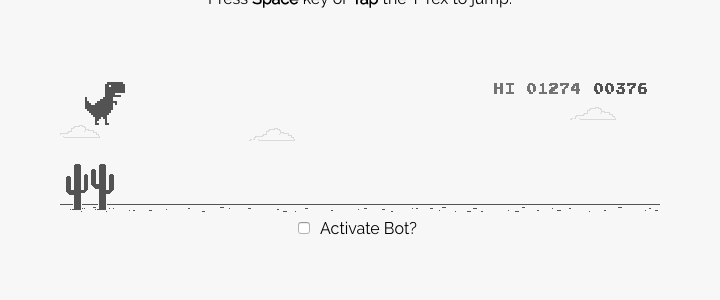 Press Space key or Tap the T-rex to jump.
HI 01274 00376
Activate Bot?